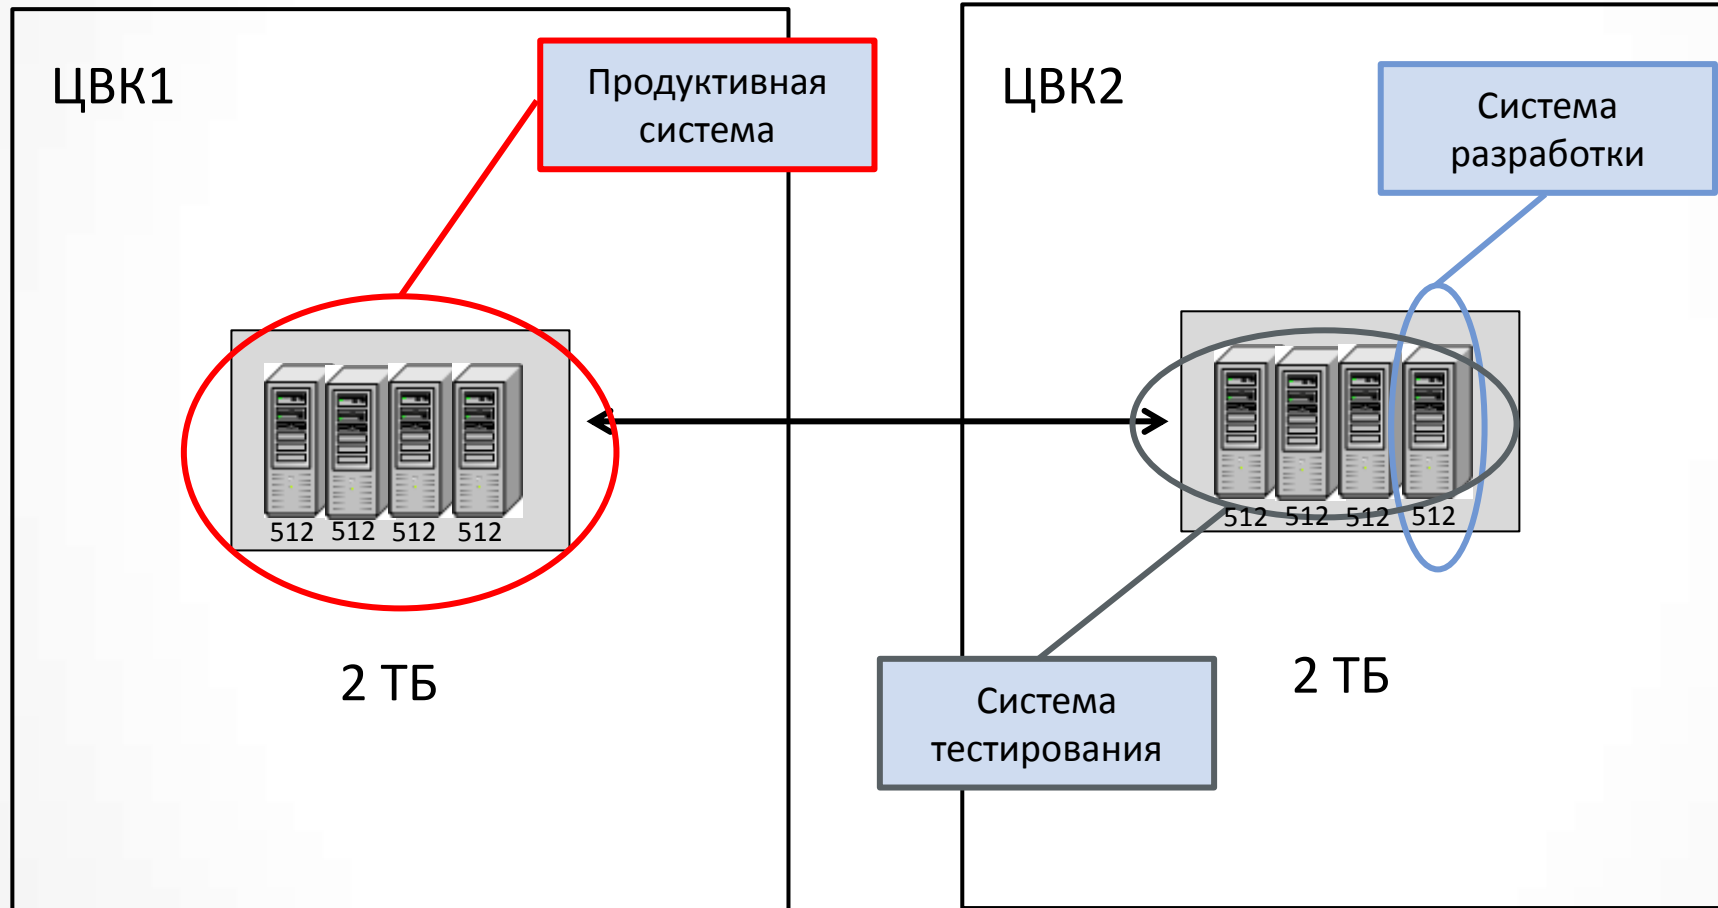 ЦВК1
Продуктивная
система
512 512 512 512
2 ТБ
ЦВК2
Система
разработки
512 512 512 512
2 ТБ
Система
тестирования